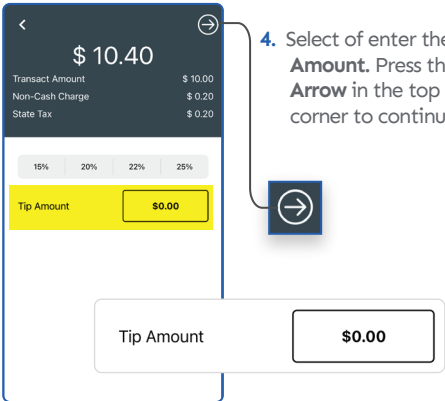 $ 10.40
Transact Amount $ 10.00
Non-Cash Charge $ 0.20
State Tax $ 0.20
15% 20% 22% 25%
Tip Amount $0.00
4. Select of enter the
Amount. Press th
Arrow in the top
corner to continu
Tip Amount $0.00